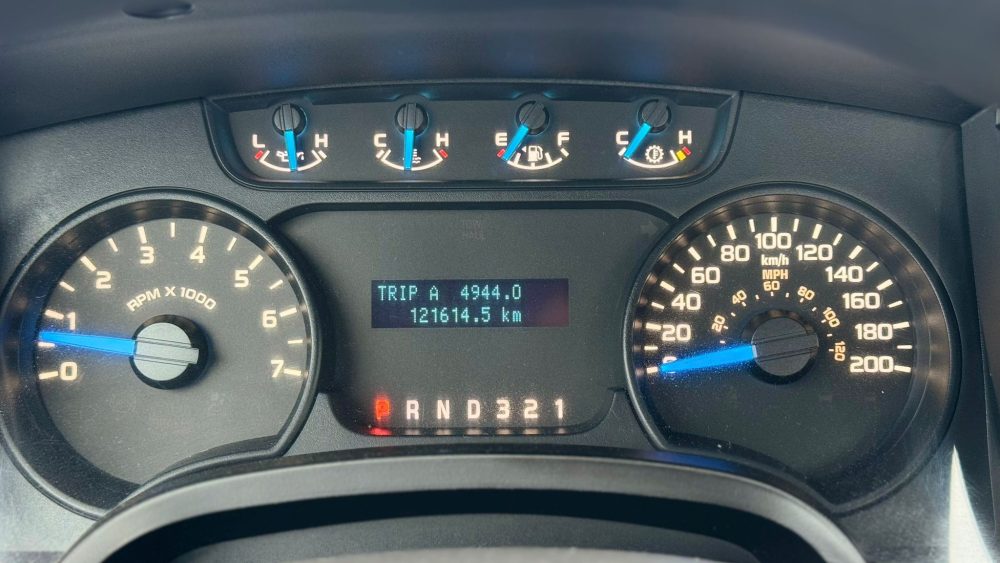 L H
C H
E F
C H
RPM X 1000
0 1 2 3 4 5 6 7
TRIP A 4944.0
121614.5 km
P R N D 3 2 1
20 40 60 80 100 120 140 160 180 200
km/h
MPH
20 40 60 80 100 120